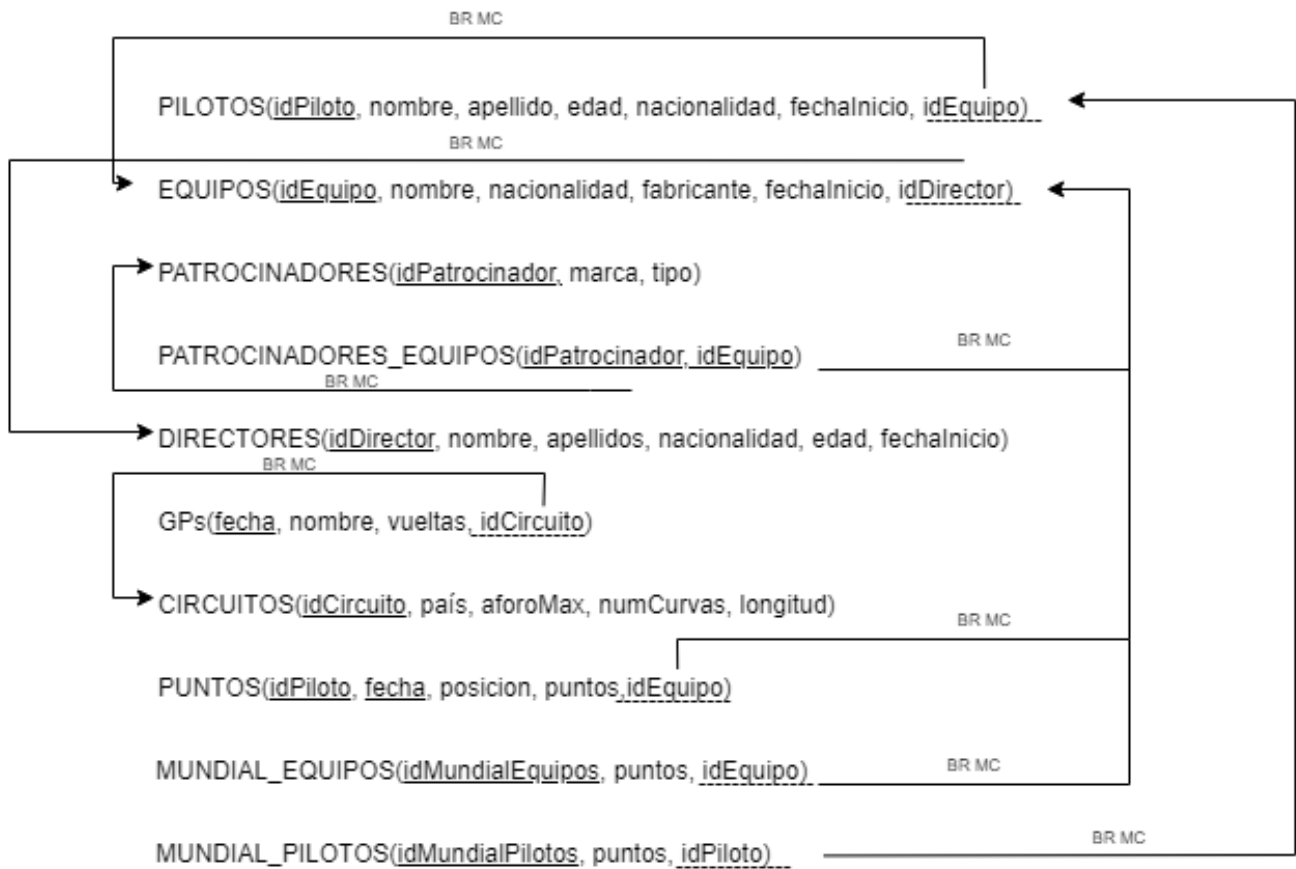 BR MC
PILOTOS(idPiloto, nombre, apellido, edad, nacionalidad, fechaInicio, idEquipo)
BR MC
EQUIPOS(idEquipo, nombre, nacionalidad, fabricante, fechaInicio, idDirector)
PATROCINADORES(idPatrocinador, marca, tipo)
BR MC
PATROCINADORES_EQUIPOS(idPatrocinador, idEquipo)
BR MC
DIRECTORES(idDirector, nombre, apellidos, nacionalidad, edad, fechaInicio)
BR MC
GPs(fecha, nombre, vueltas, idCircuito)
CIRCUITOS(idCircuito, país, aforoMax, numCurvas, longitud)
BR MC
PUNTOS(idPiloto, fecha, posicion, puntos,idEquipo)
MUNDIAL_EQUIPOS(idMundialEquipos, puntos, idEquipo)
BR MC
MUNDIAL_PILOTOS(idMundialPilotos, puntos, idPiloto)
BR MC